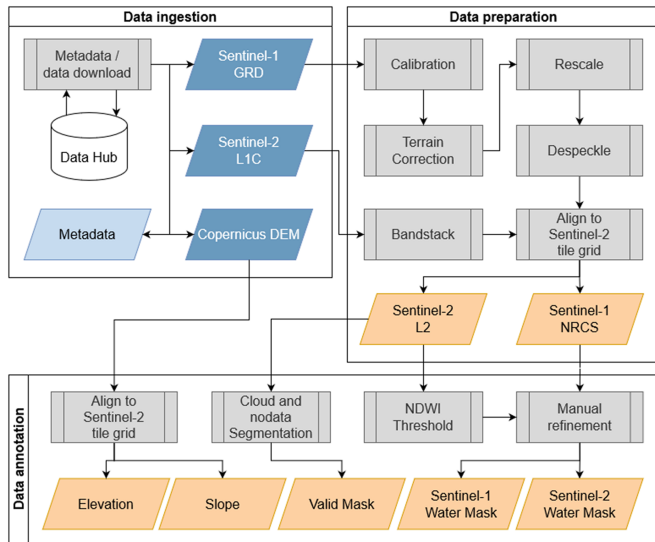 Data ingestion
Metadata /
data download
Data Hub
Sentinel-1
GRD
Sentinel-2
L1C
Metadata
Copernicus DEM
Data preparation
Calibration
Rescale
Terrain
Correction
Despeckle
Bandstack
Align to
Sentinel-2
tile grid
Sentinel-2
L2
Sentinel-1
NRCS
Data annotation
Align to
Sentinel-2
tile grid
Cloud and
nodata
Segmentation
NDWI
Threshold
Manual
refinement
Elevation
Slope
Valid Mask
Sentinel-1
Water Mask
Sentinel-2
Water Mask